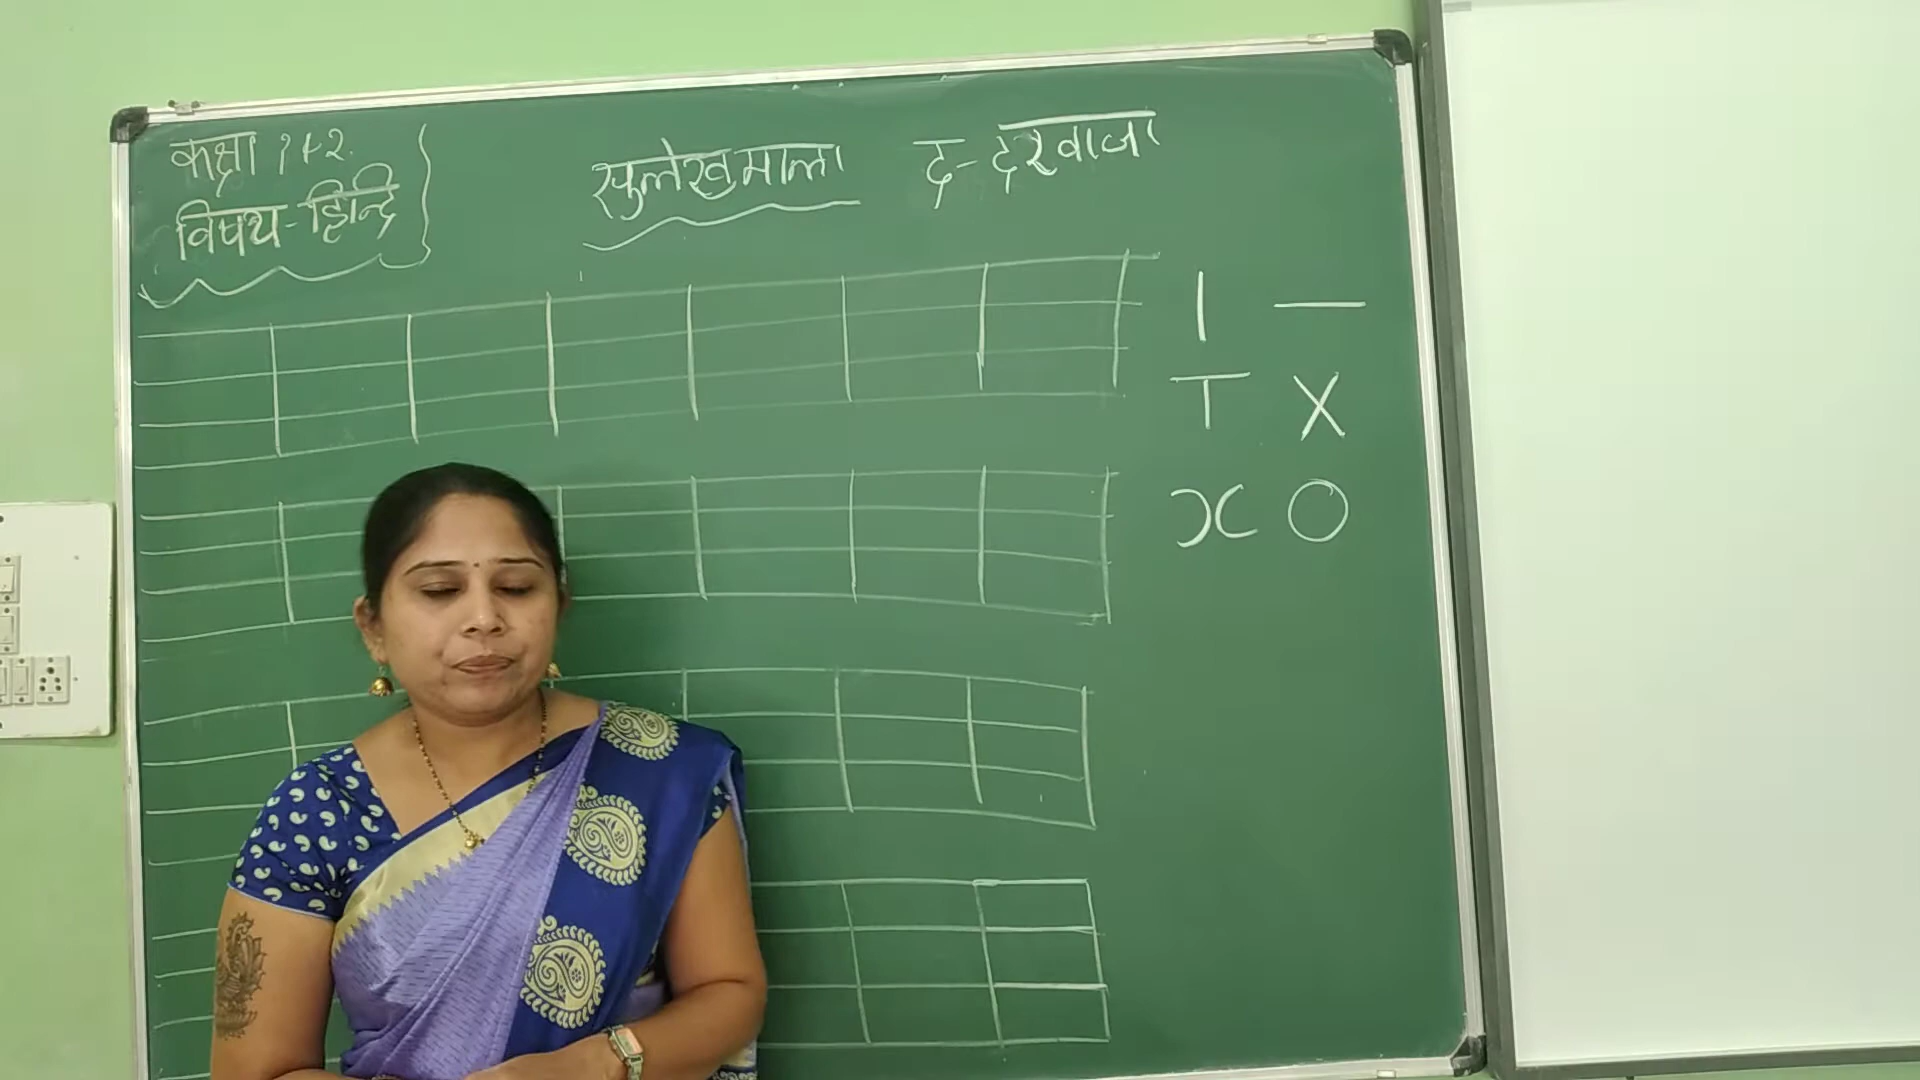 कक्षा 1+2.
विषय-हिन्दि
सुलेखमाला
द-दरवाजा
| —
T X
x O